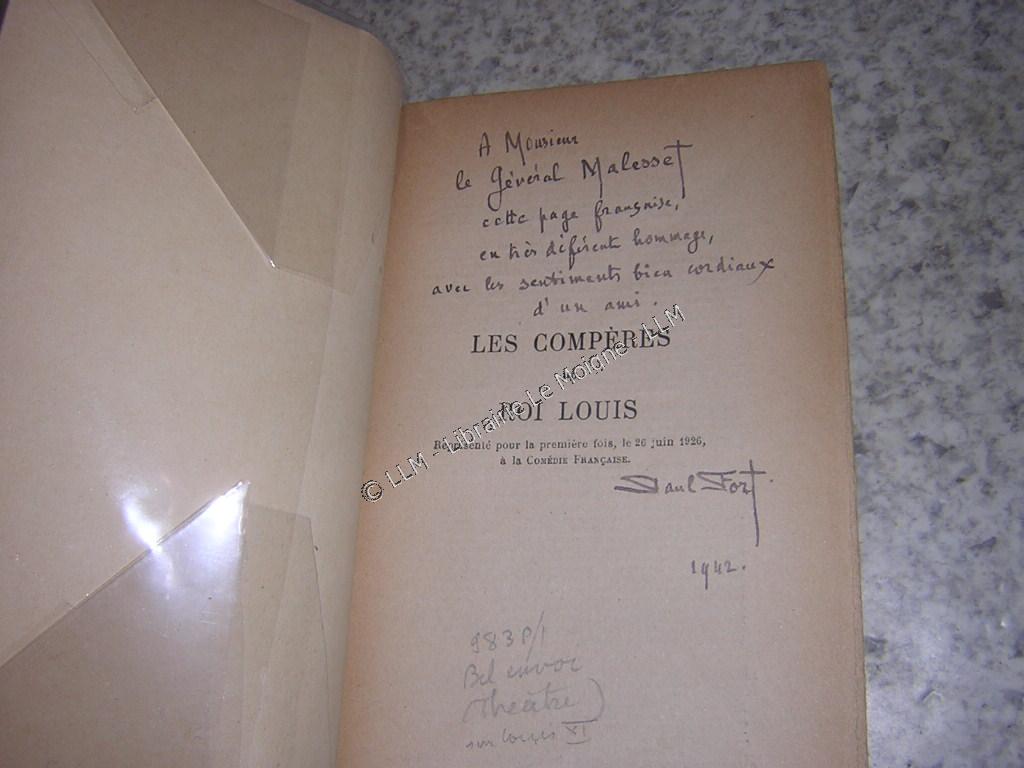 A Monsieur
le Général Malesset
cette page française,
en très déférent hommage,
avec les sentiments bien cordiaux
d'un ami.
LES COMPÈRES
ROI LOUIS
Représenté pour la première fois, le 26 juin 1926,
à la COMÉDIE FRANÇAISE.
© LLM - Librairie Le Moigne - LLM
Paul Fort
1942.
Bel envoi
(Théâtre)
sur Louis XI